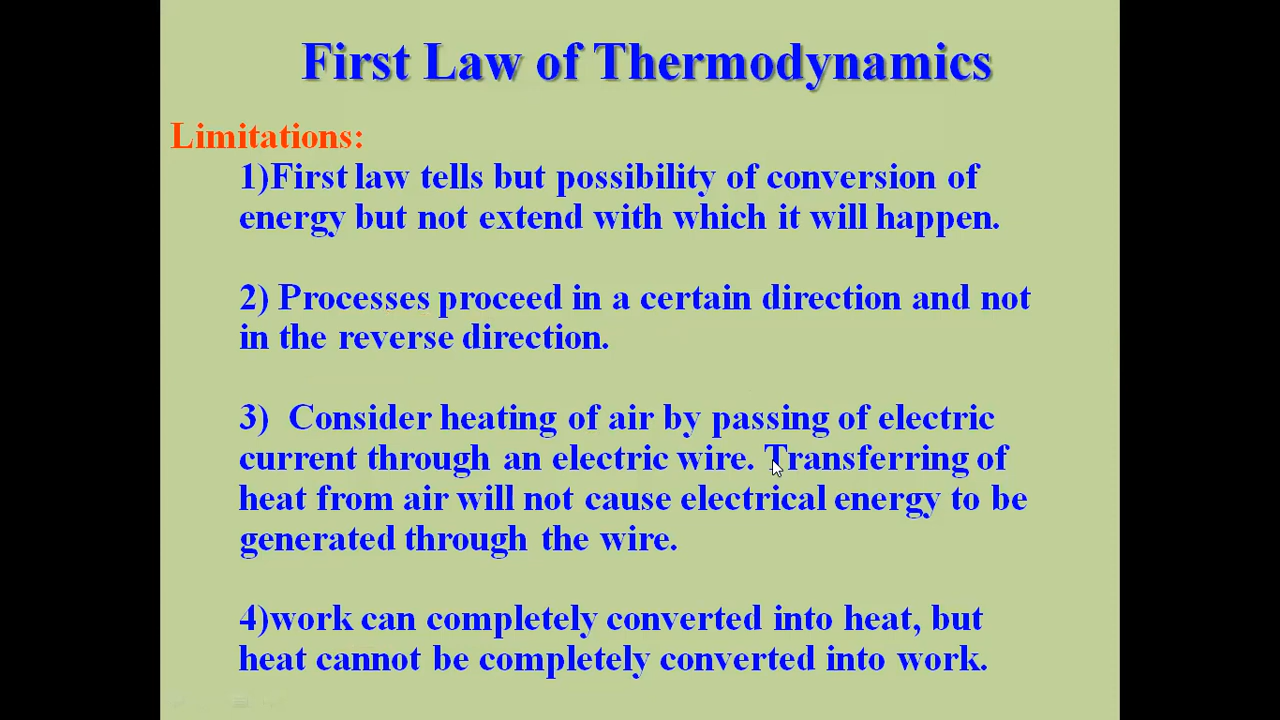 First Law of Thermodynamics
Limitations:
1)First law tells but possibility of conversion of
energy but not extend with which it will happen.
2) Processes proceed in a certain direction and not
in the reverse direction.
3) Consider heating of air by passing of electric
current through an electric wire. Transferring of
heat from air will not cause electrical energy to be
generated through the wire.
4)work can completely converted into heat, but
heat cannot be completely converted into work.